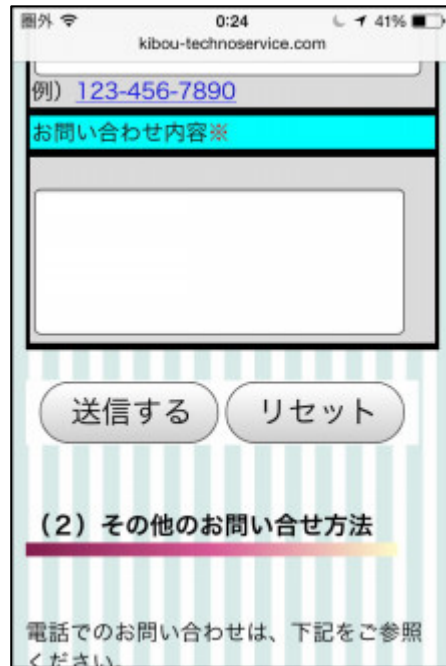 圏外 0:24 41%
kibou-technoservice.com
例）123-456-7890
お問い合わせ内容※
送信する リセット
（２）その他のお問い合せ方法
電話でのお問い合わせは、下記をご参照
ください。